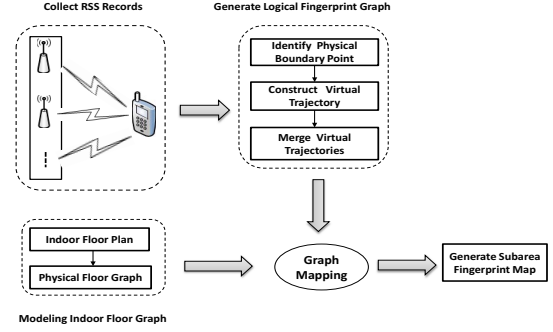 Collect RSS Records
Generate Logical Fingerprint Graph
Identify Physical
Boundary Point
Construct Virtual
Trajectory
Merge Virtual
Trajectories
Indoor Floor Plan
Physical Floor Graph
Graph
Mapping
Generate Subarea
Fingerprint Map
Modeling Indoor Floor Graph